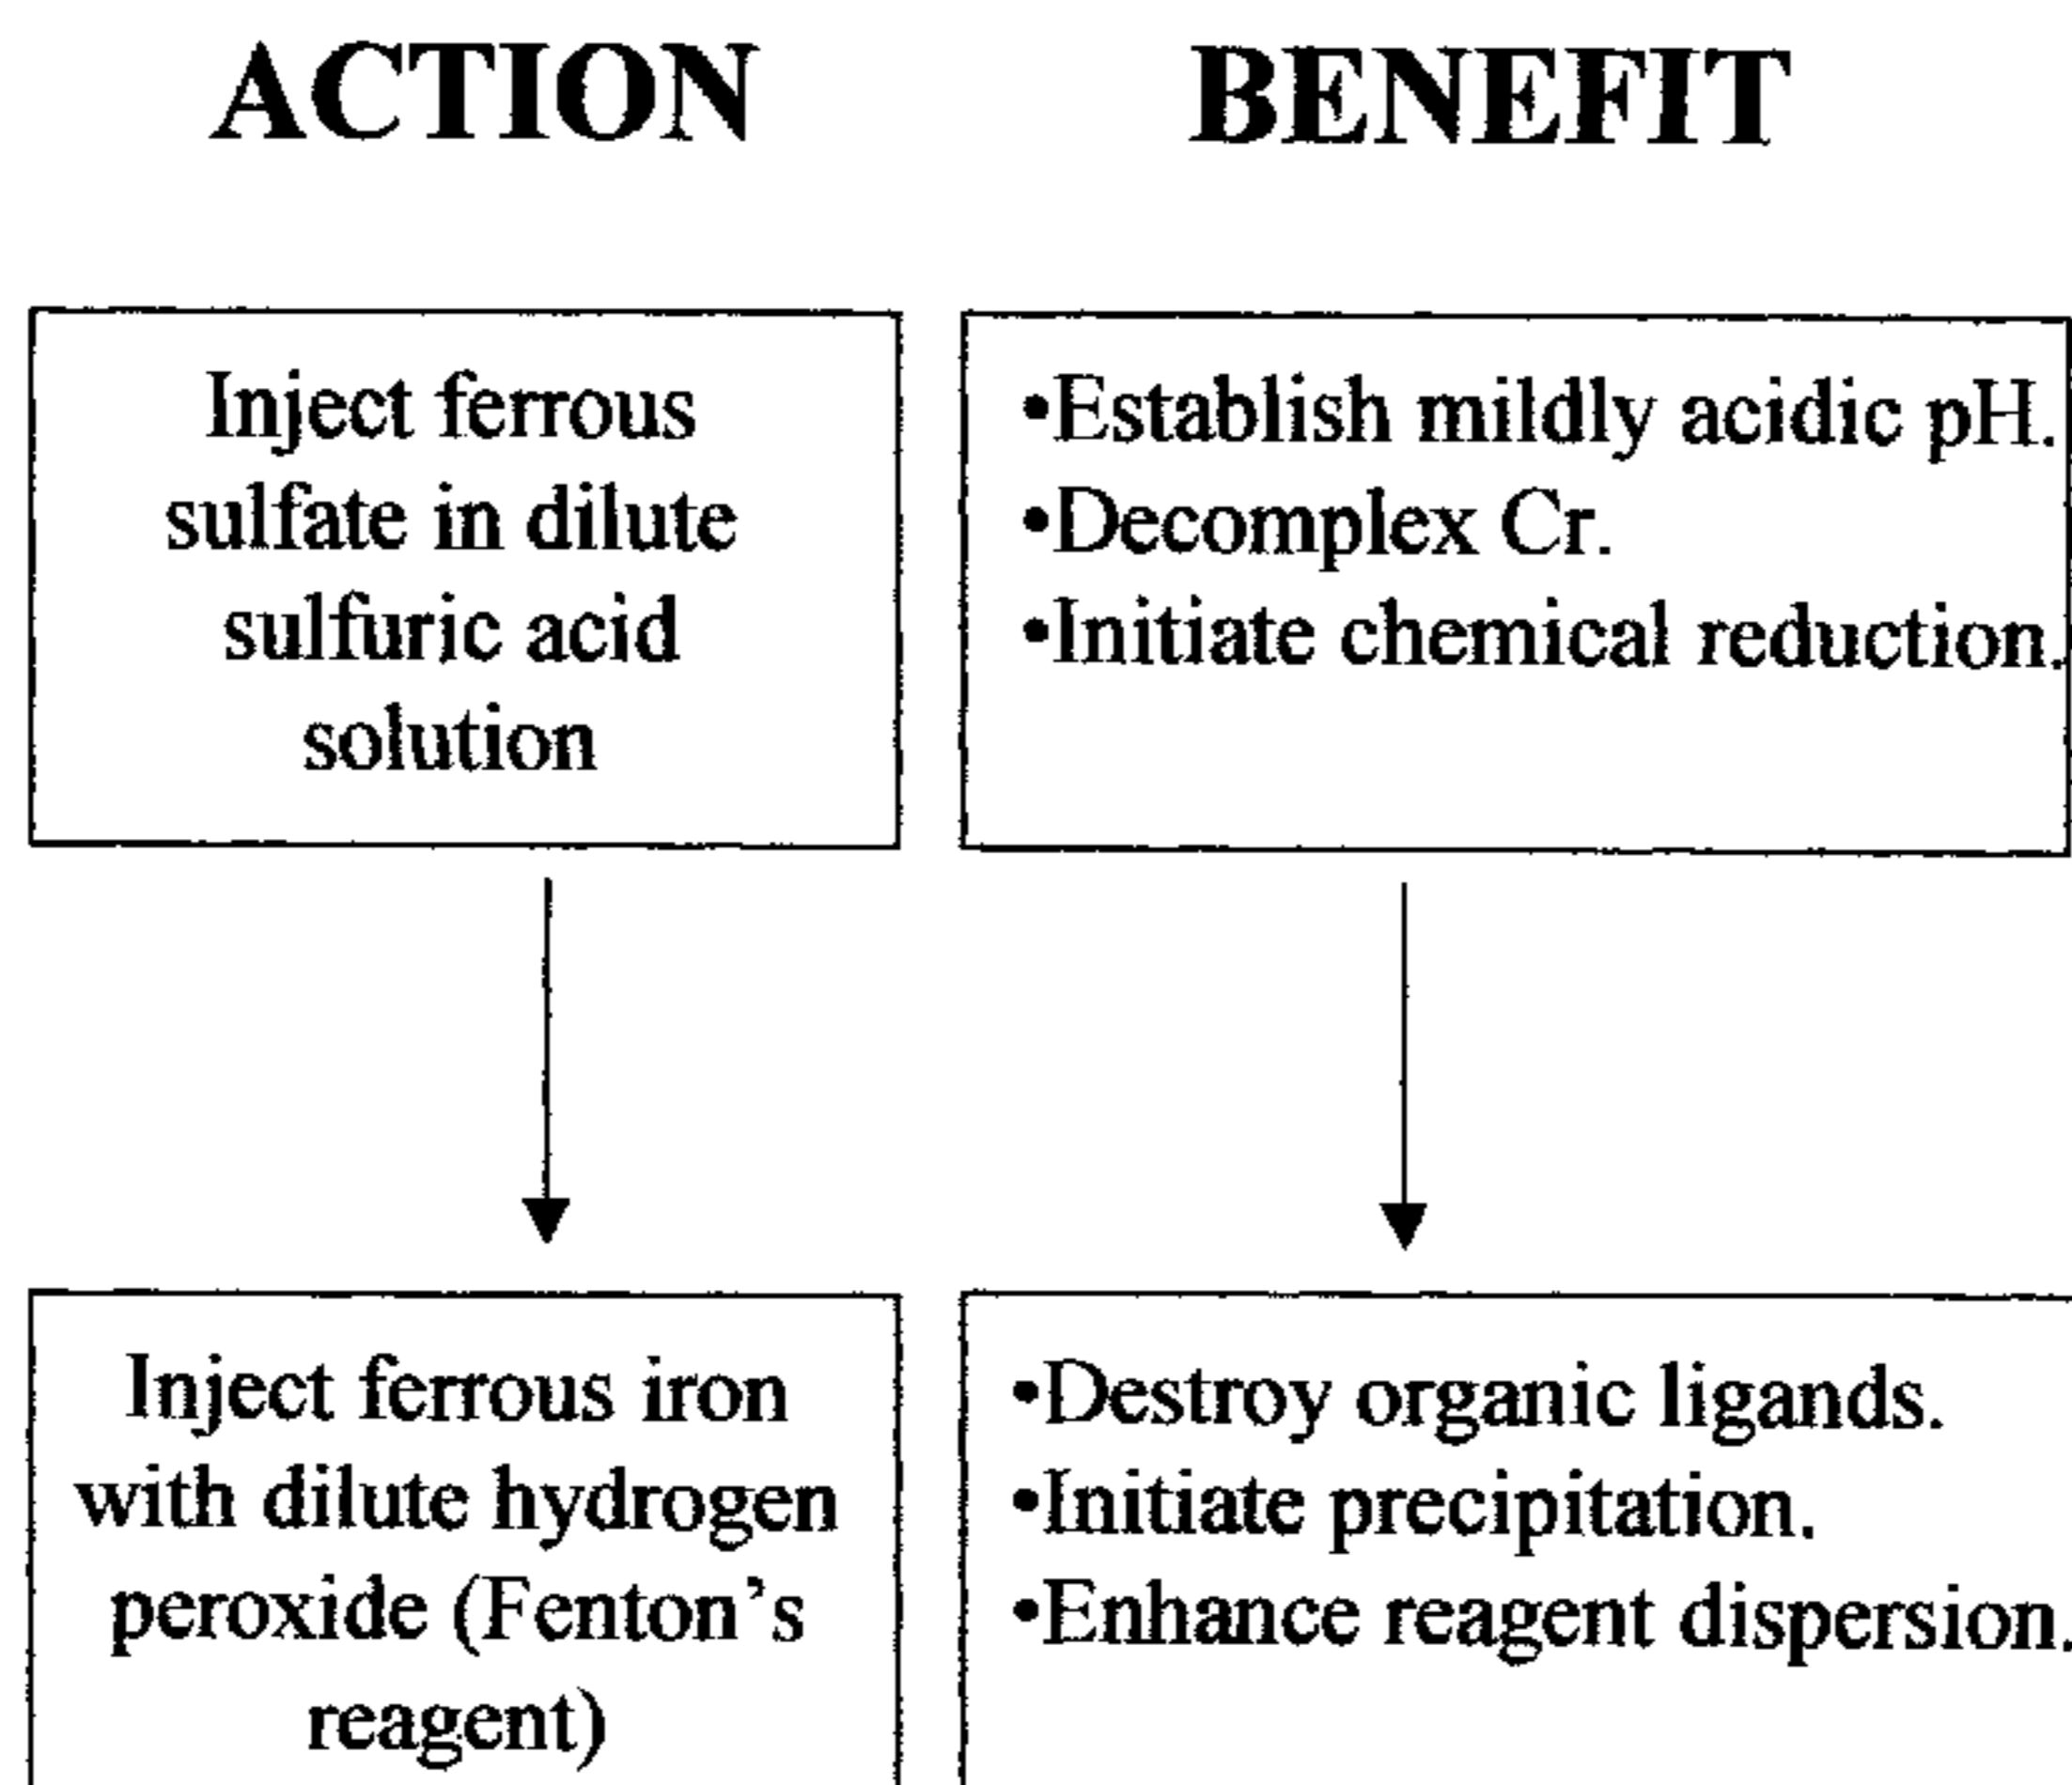 ACTION
BENEFIT
Inject ferrous
sulfate in dilute
sulfuric acid
solution
•Establish mildly acidic pH.
•Decomplex Cr.
•Initiate chemical reduction.
Inject ferrous iron
with dilute hydrogen
peroxide (Fenton's
reagent)
•Destroy organic ligands.
•Initiate precipitation.
•Enhance reagent dispersion.